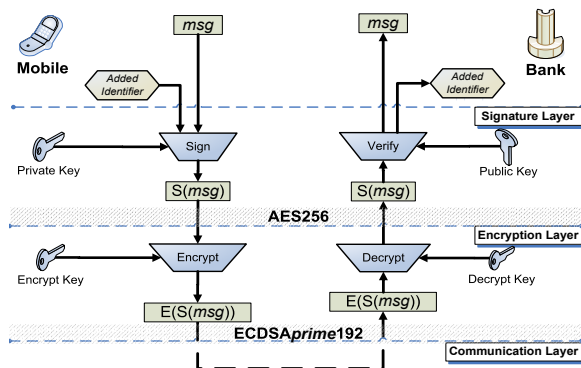 msg
msg
Mobile
Bank
Added
Identifier
Added
Identifier
Signature Layer
Sign
Verify
Private Key
Public Key
S(msg)
S(msg)
AES256
Encryption Layer
Encrypt
Decrypt
Encrypt Key
Decrypt Key
E(S(msg))
E(S(msg))
ECDSAprime192
Communication Layer